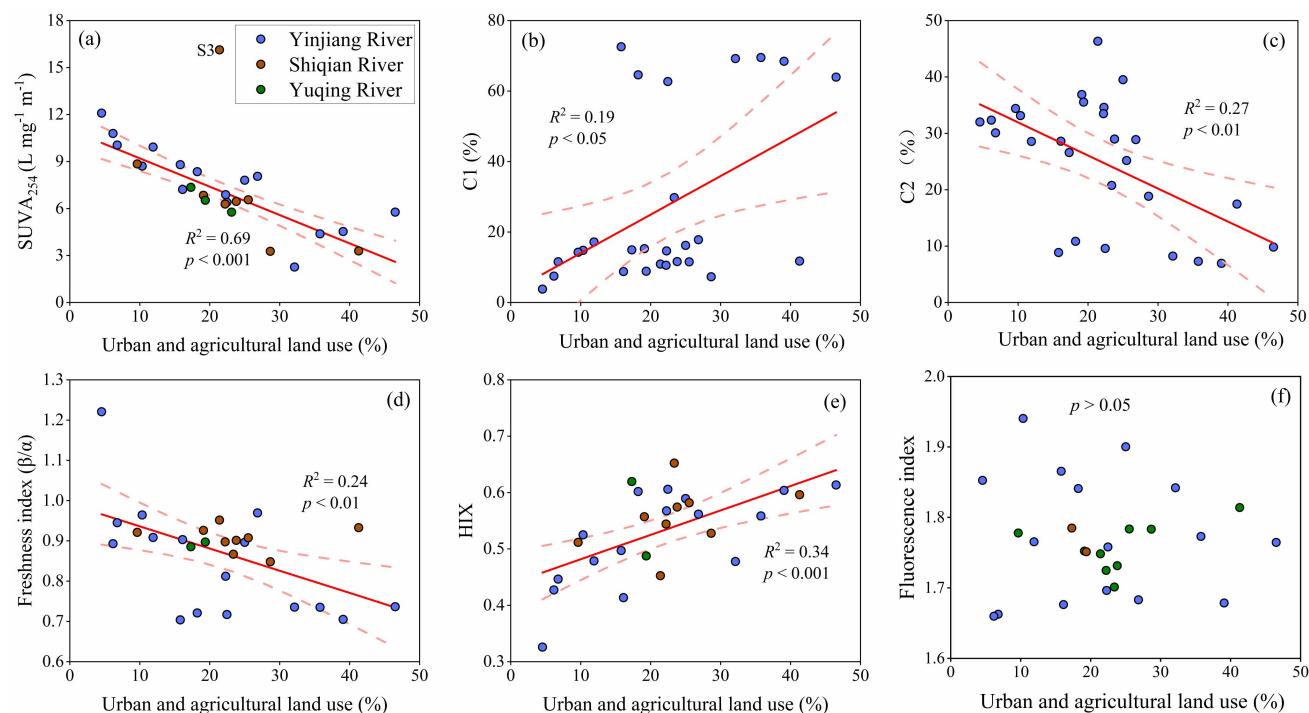 (a)
S3
Yinjiang River
Shiqian River
Yuqing River
R² = 0.69
p < 0.001
SUVA₂₅₄ (L mg⁻¹ m⁻¹)
18
15
12
9
6
3
0
0 10 20 30 40 50
Urban and agricultural land use (%)
(b)
R² = 0.19
p < 0.05
C1 (%)
80
60
40
20
0
0 10 20 30 40 50
Urban and agricultural land use (%)
(c)
R² = 0.27
p < 0.01
C2 (%)
50
40
30
20
10
0
0 10 20 30 40 50
Urban and agricultural land use (%)
(d)
R² = 0.24
p < 0.01
Freshness index (β/α)
1.3
1.2
1.1
1.0
0.9
0.8
0.7
0.6
0 10 20 30 40 50
Urban and agricultural land use (%)
(e)
R² = 0.34
p < 0.001
HIX
0.8
0.7
0.6
0.5
0.4
0.3
0 10 20 30 40 50
Urban and agricultural land use (%)
(f)
p > 0.05
Fluorescence index
2.0
1.9
1.8
1.7
1.6
0 10 20 30 40 50
Urban and agricultural land use (%)